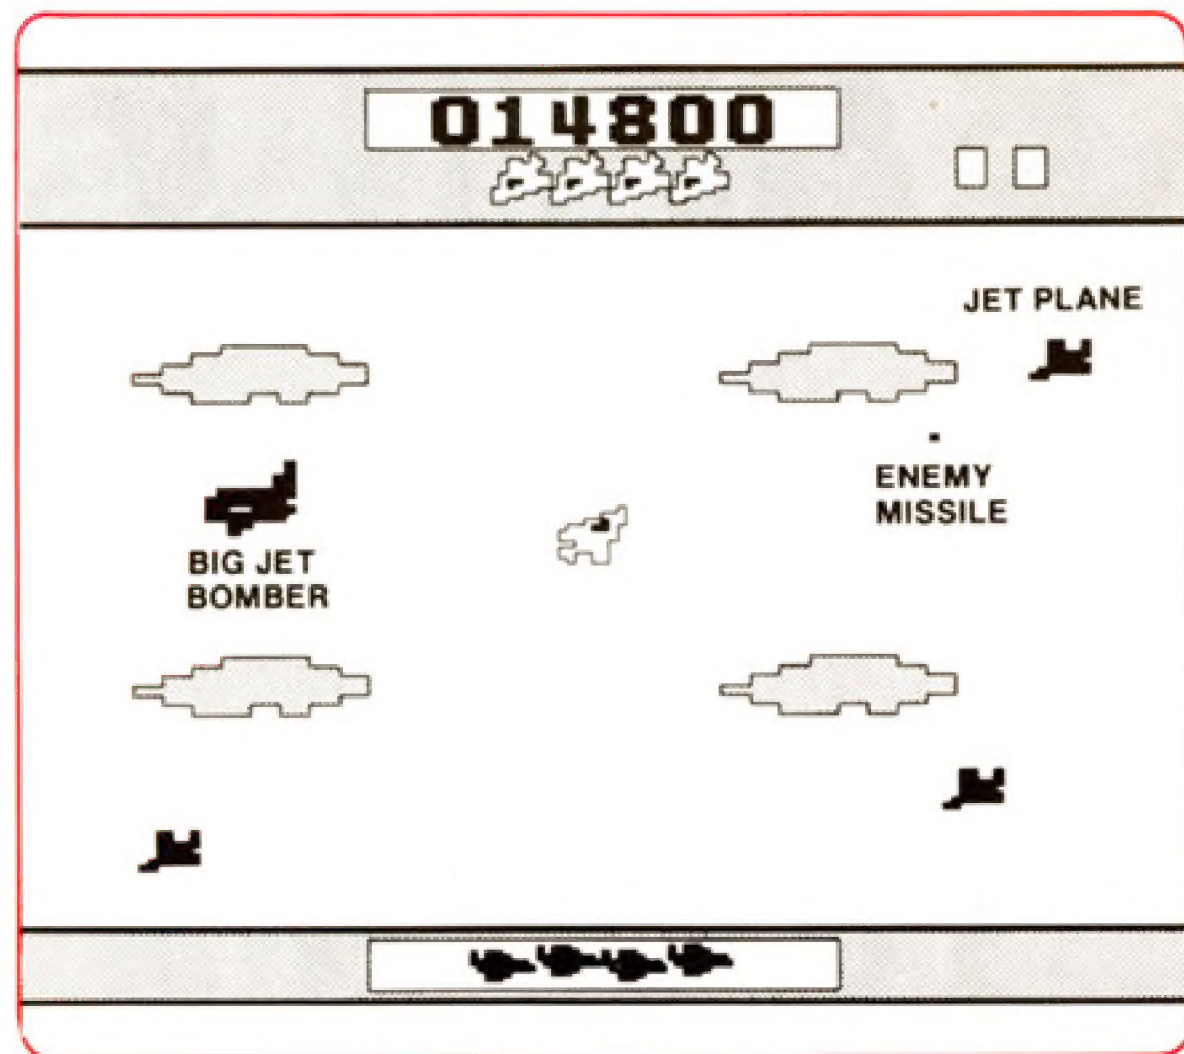 014800
JET PLANE
ENEMY
MISSILE
BIG JET
BOMBER